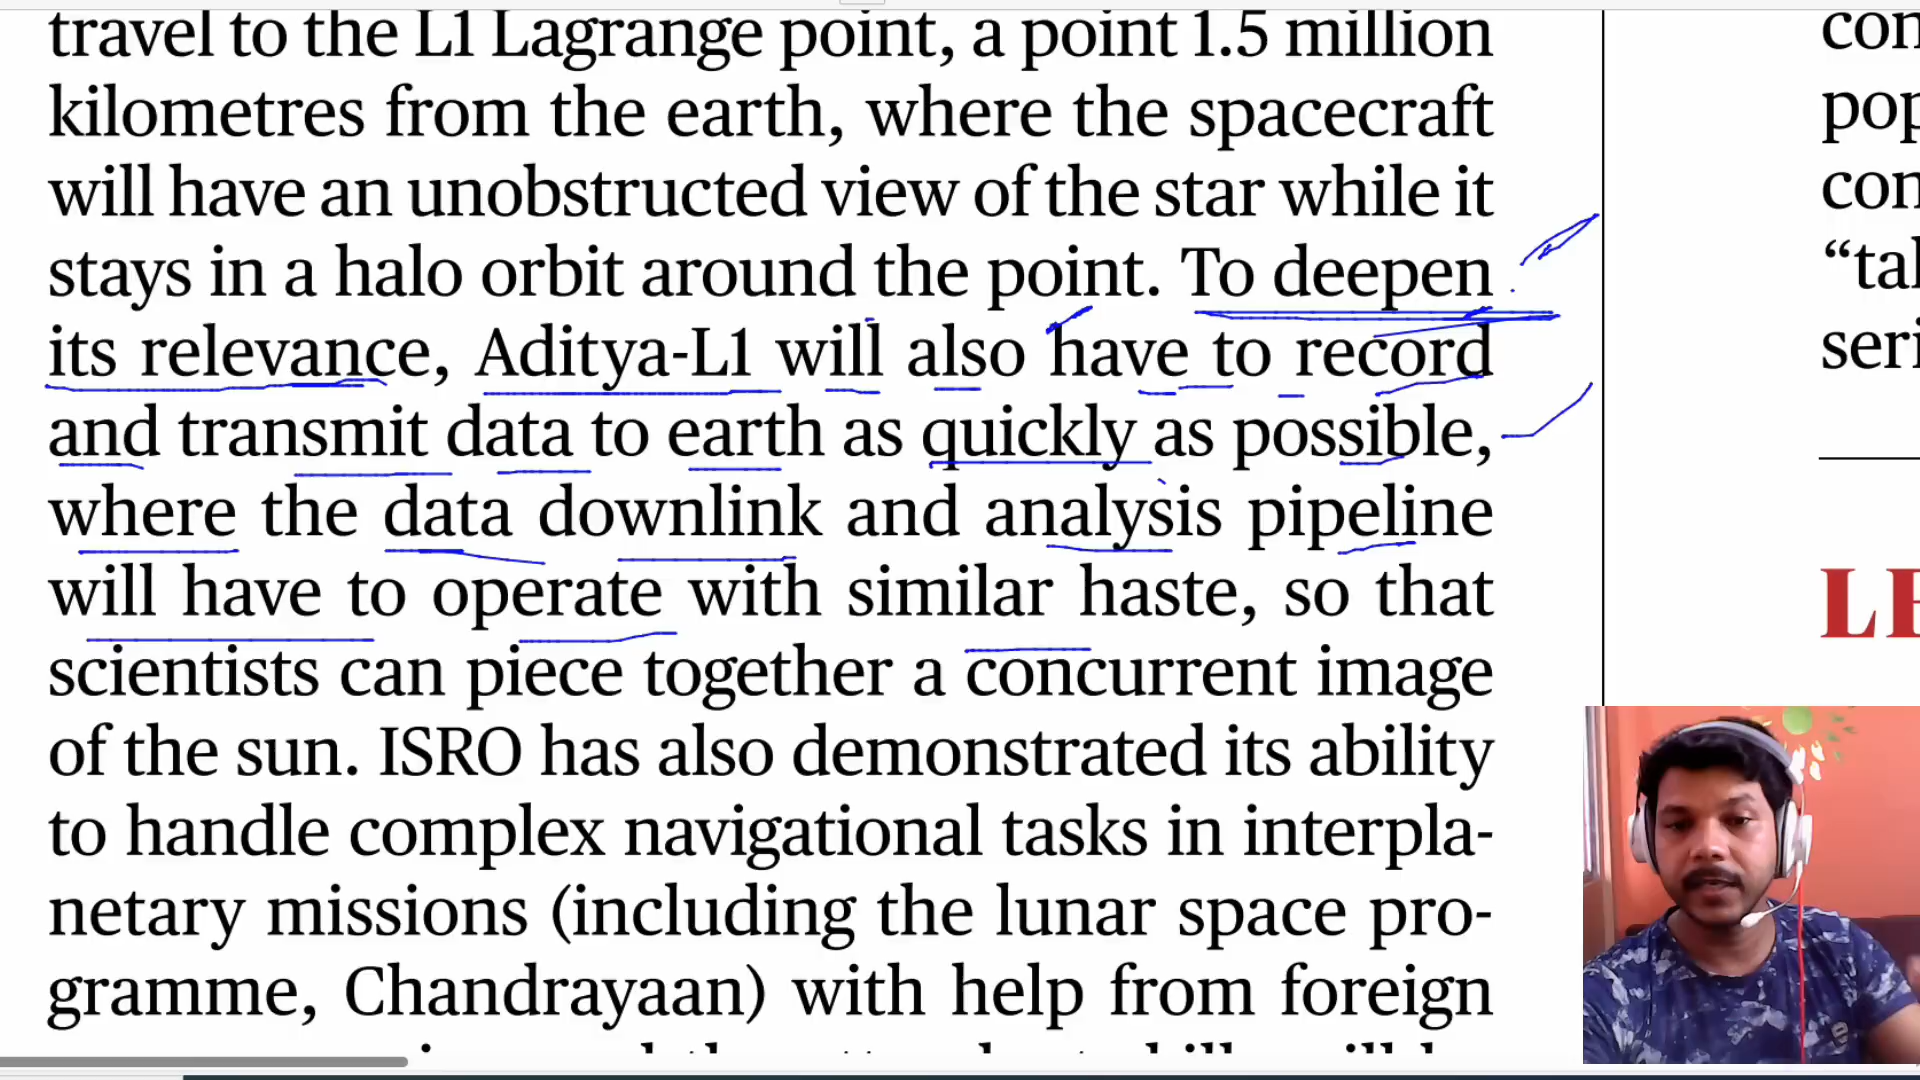 travel to the L1 Lagrange point, a point 1.5 million
kilometres from the earth, where the spacecraft
will have an unobstructed view of the star while it
stays in a halo orbit around the point. To deepen
its relevance, Aditya-L1 will also have to record
and transmit data to earth as quickly as possible,
where the data downlink and analysis pipeline
will have to operate with similar haste, so that
scientists can piece together a concurrent image
of the sun. ISRO has also demonstrated its ability
to handle complex navigational tasks in interpla-
netary missions (including the lunar space pro-
gramme, Chandrayaan) with help from foreign
con
pop
con
“tal
seri
LE